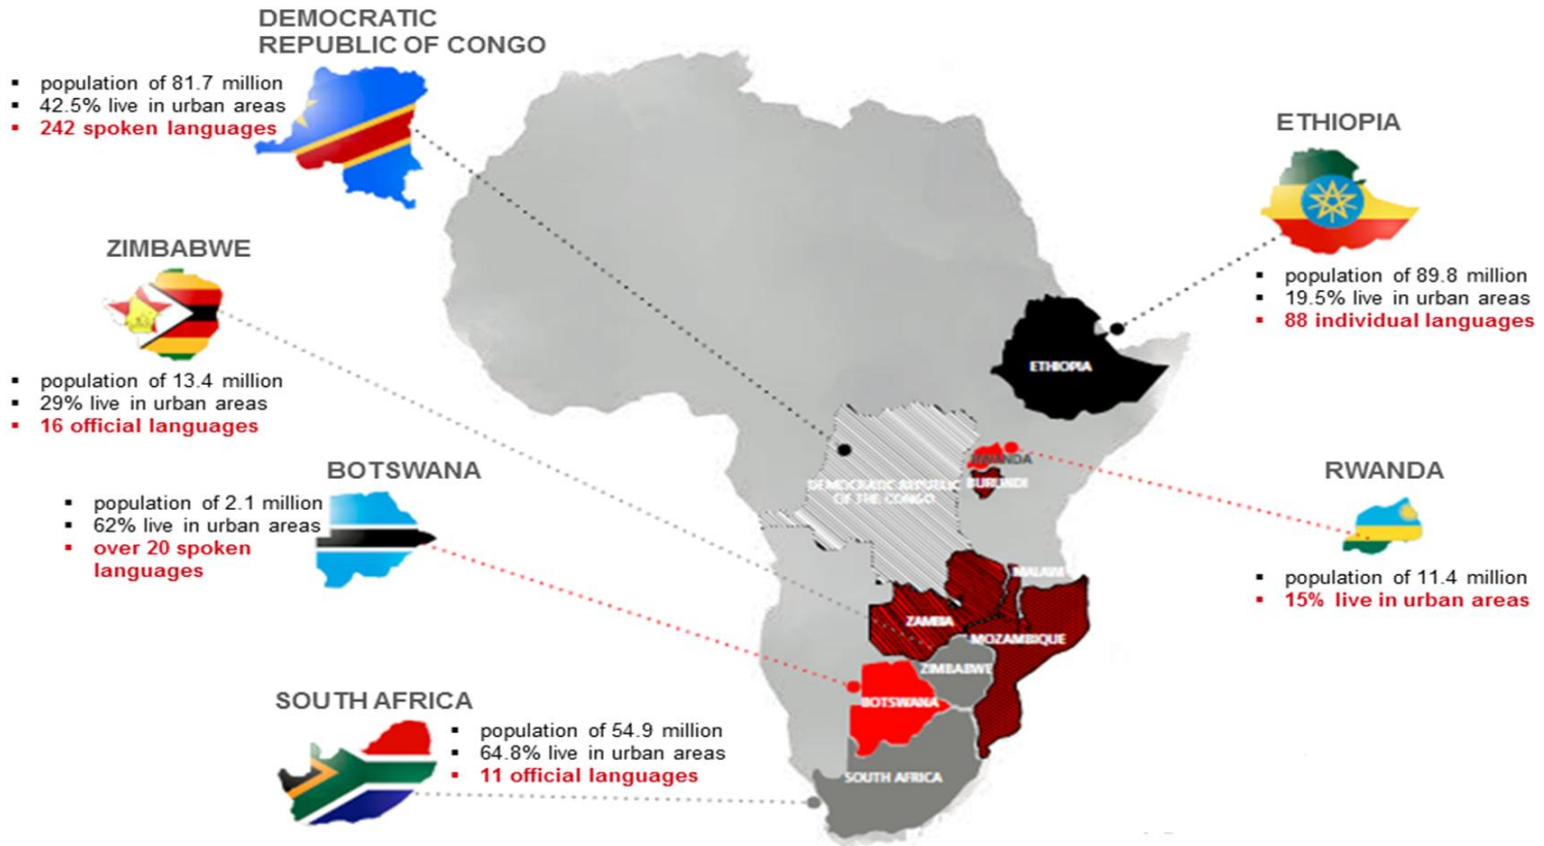 DEMOCRATIC
REPUBLIC OF CONGO
▪ population of 81.7 million
▪ 42.5% live in urban areas
▪ 242 spoken languages
ZIMBABWE
▪ population of 13.4 million
▪ 29% live in urban areas
▪ 16 official languages
BOTSWANA
▪ population of 2.1 million
▪ 62% live in urban areas
▪ over 20 spoken
languages
SOUTH AFRICA
▪ population of 54.9 million
▪ 64.8% live in urban areas
▪ 11 official languages
ETHIOPIA
▪ population of 89.8 million
▪ 19.5% live in urban areas
▪ 88 individual languages
RWANDA
▪ population of 11.4 million
▪ 15% live in urban areas
ETHIOPIA
RWANDA
BURUNDI
DEMOCRATIC REPUBLIC
OF THE CONGO
MALAWI
ZAMBIA
MOZAMBIQUE
ZIMBABWE
BOTSWANA
SOUTH AFRICA